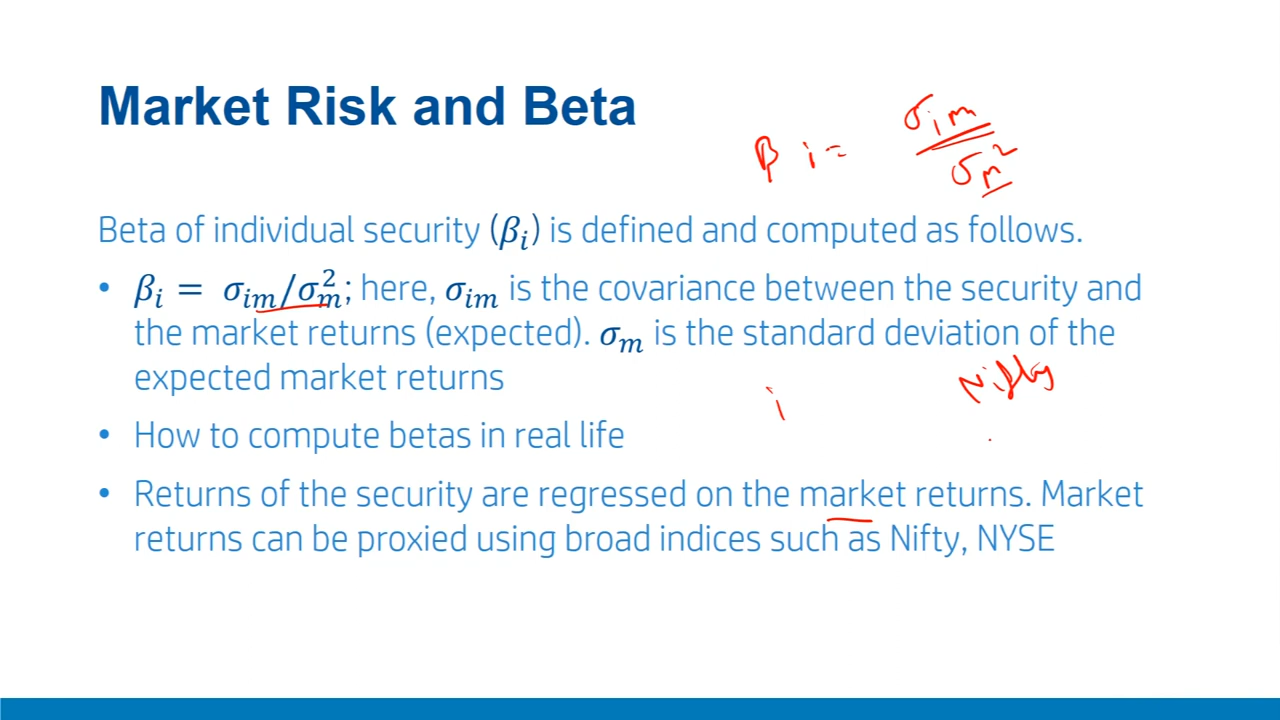 Market Risk and Beta
β i = σim / σm²
Beta of individual security (βᵢ) is defined and computed as follows.
• βᵢ = σᵢₘ/σₘ²; here, σᵢₘ is the covariance between the security and
the market returns (expected). σₘ is the standard deviation of the
expected market returns
i
Nifty
• How to compute betas in real life
• Returns of the security are regressed on the market returns. Market
returns can be proxied using broad indices such as Nifty, NYSE